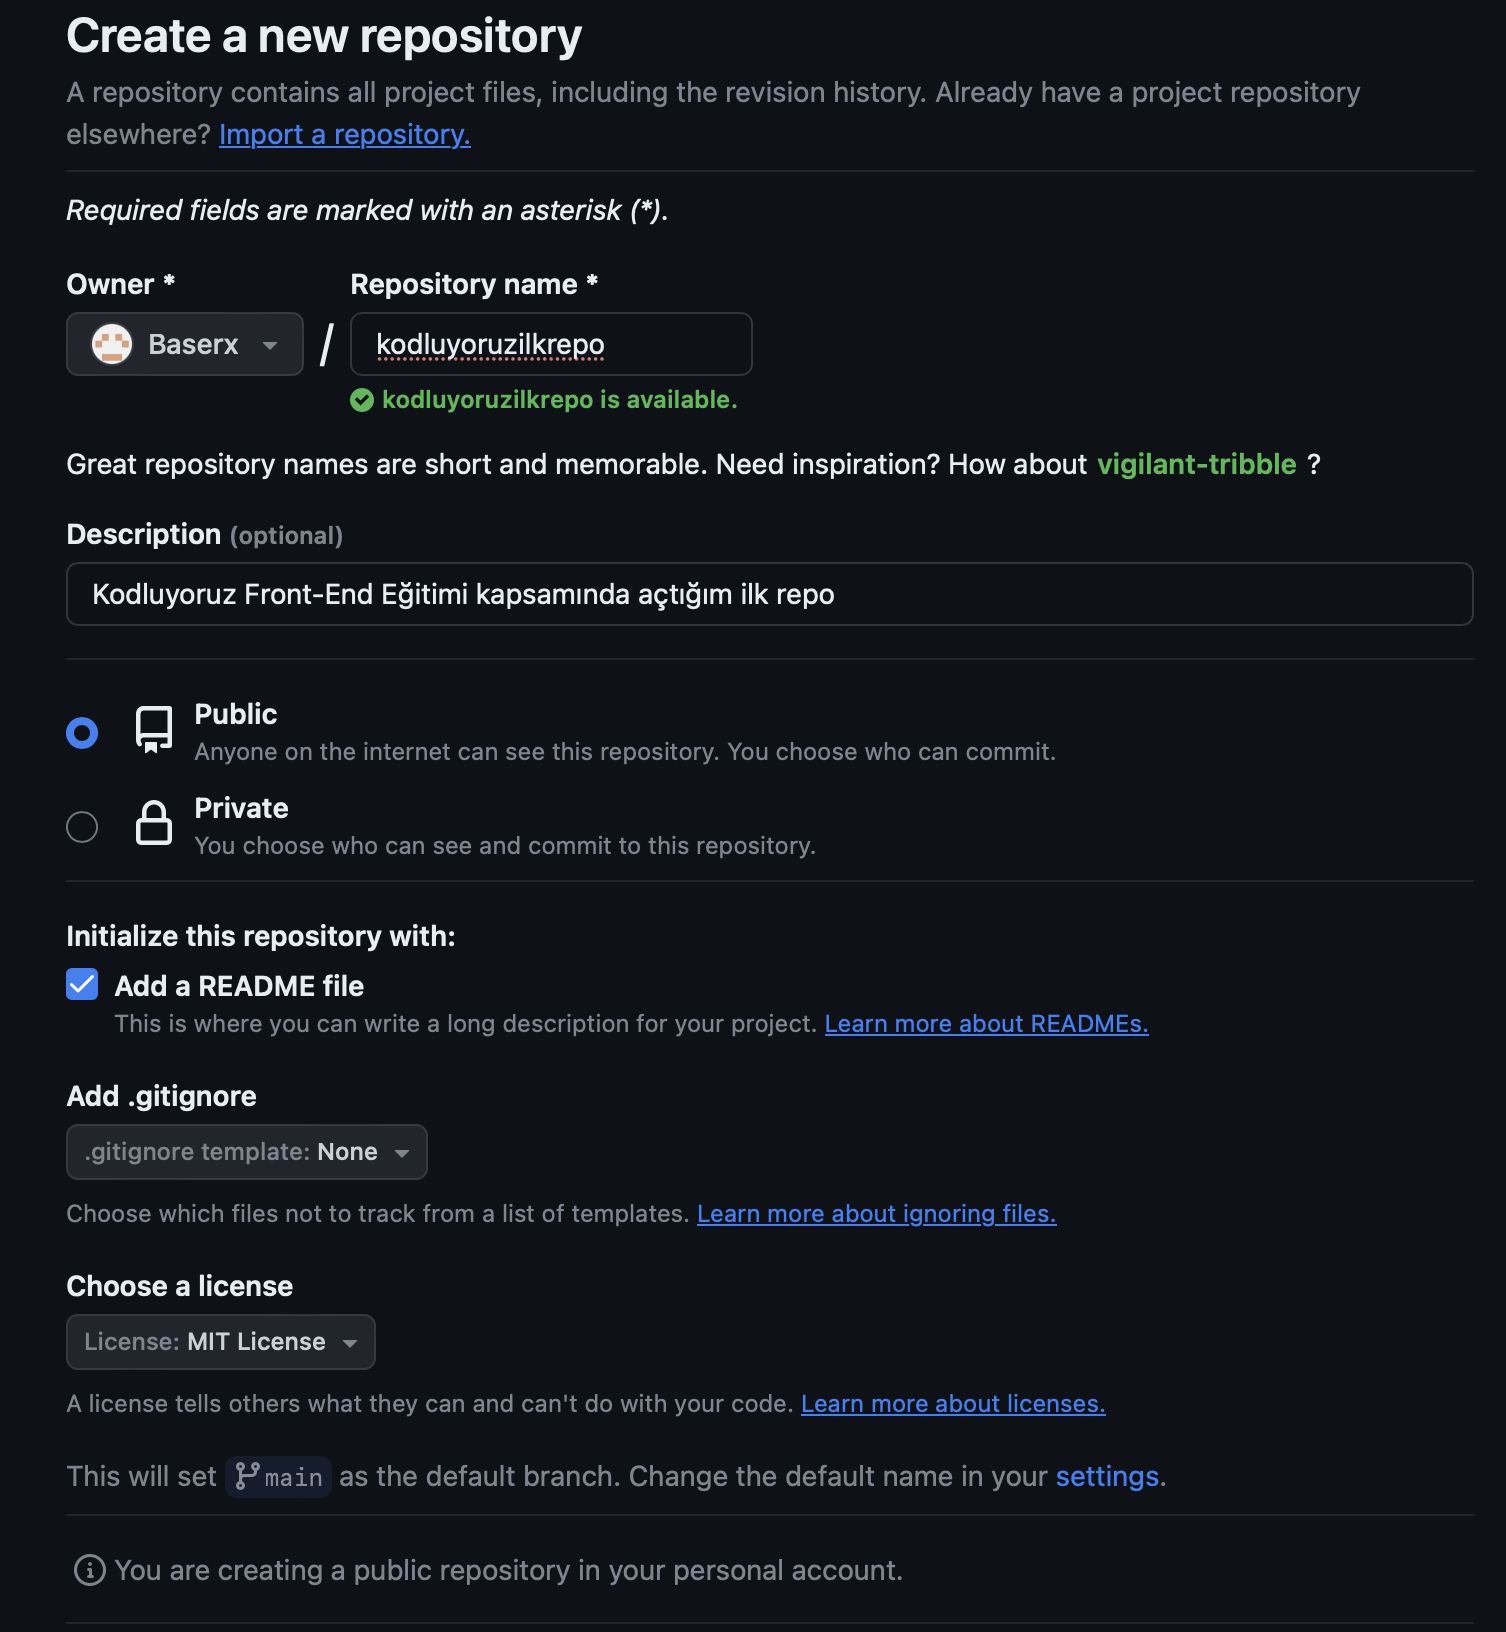 Create a new repository
A repository contains all project files, including the revision history. Already have a project repository
elsewhere? Import a repository.
Required fields are marked with an asterisk (*).
Owner * Repository name *
Baserx / kodluyoruzilkrepo
kodluyoruzilkrepo is available.
Great repository names are short and memorable. Need inspiration? How about vigilant-tribble ?
Description (optional)
Kodluyoruz Front-End Eğitimi kapsamında açtığım ilk repo
Public
Anyone on the internet can see this repository. You choose who can commit.
Private
You choose who can see and commit to this repository.
Initialize this repository with:
Add a README file
This is where you can write a long description for your project. Learn more about READMEs.
Add .gitignore
.gitignore template: None
Choose which files not to track from a list of templates. Learn more about ignoring files.
Choose a license
License: MIT License
A license tells others what they can and can't do with your code. Learn more about licenses.
This will set main as the default branch. Change the default name in your settings.
You are creating a public repository in your personal account.